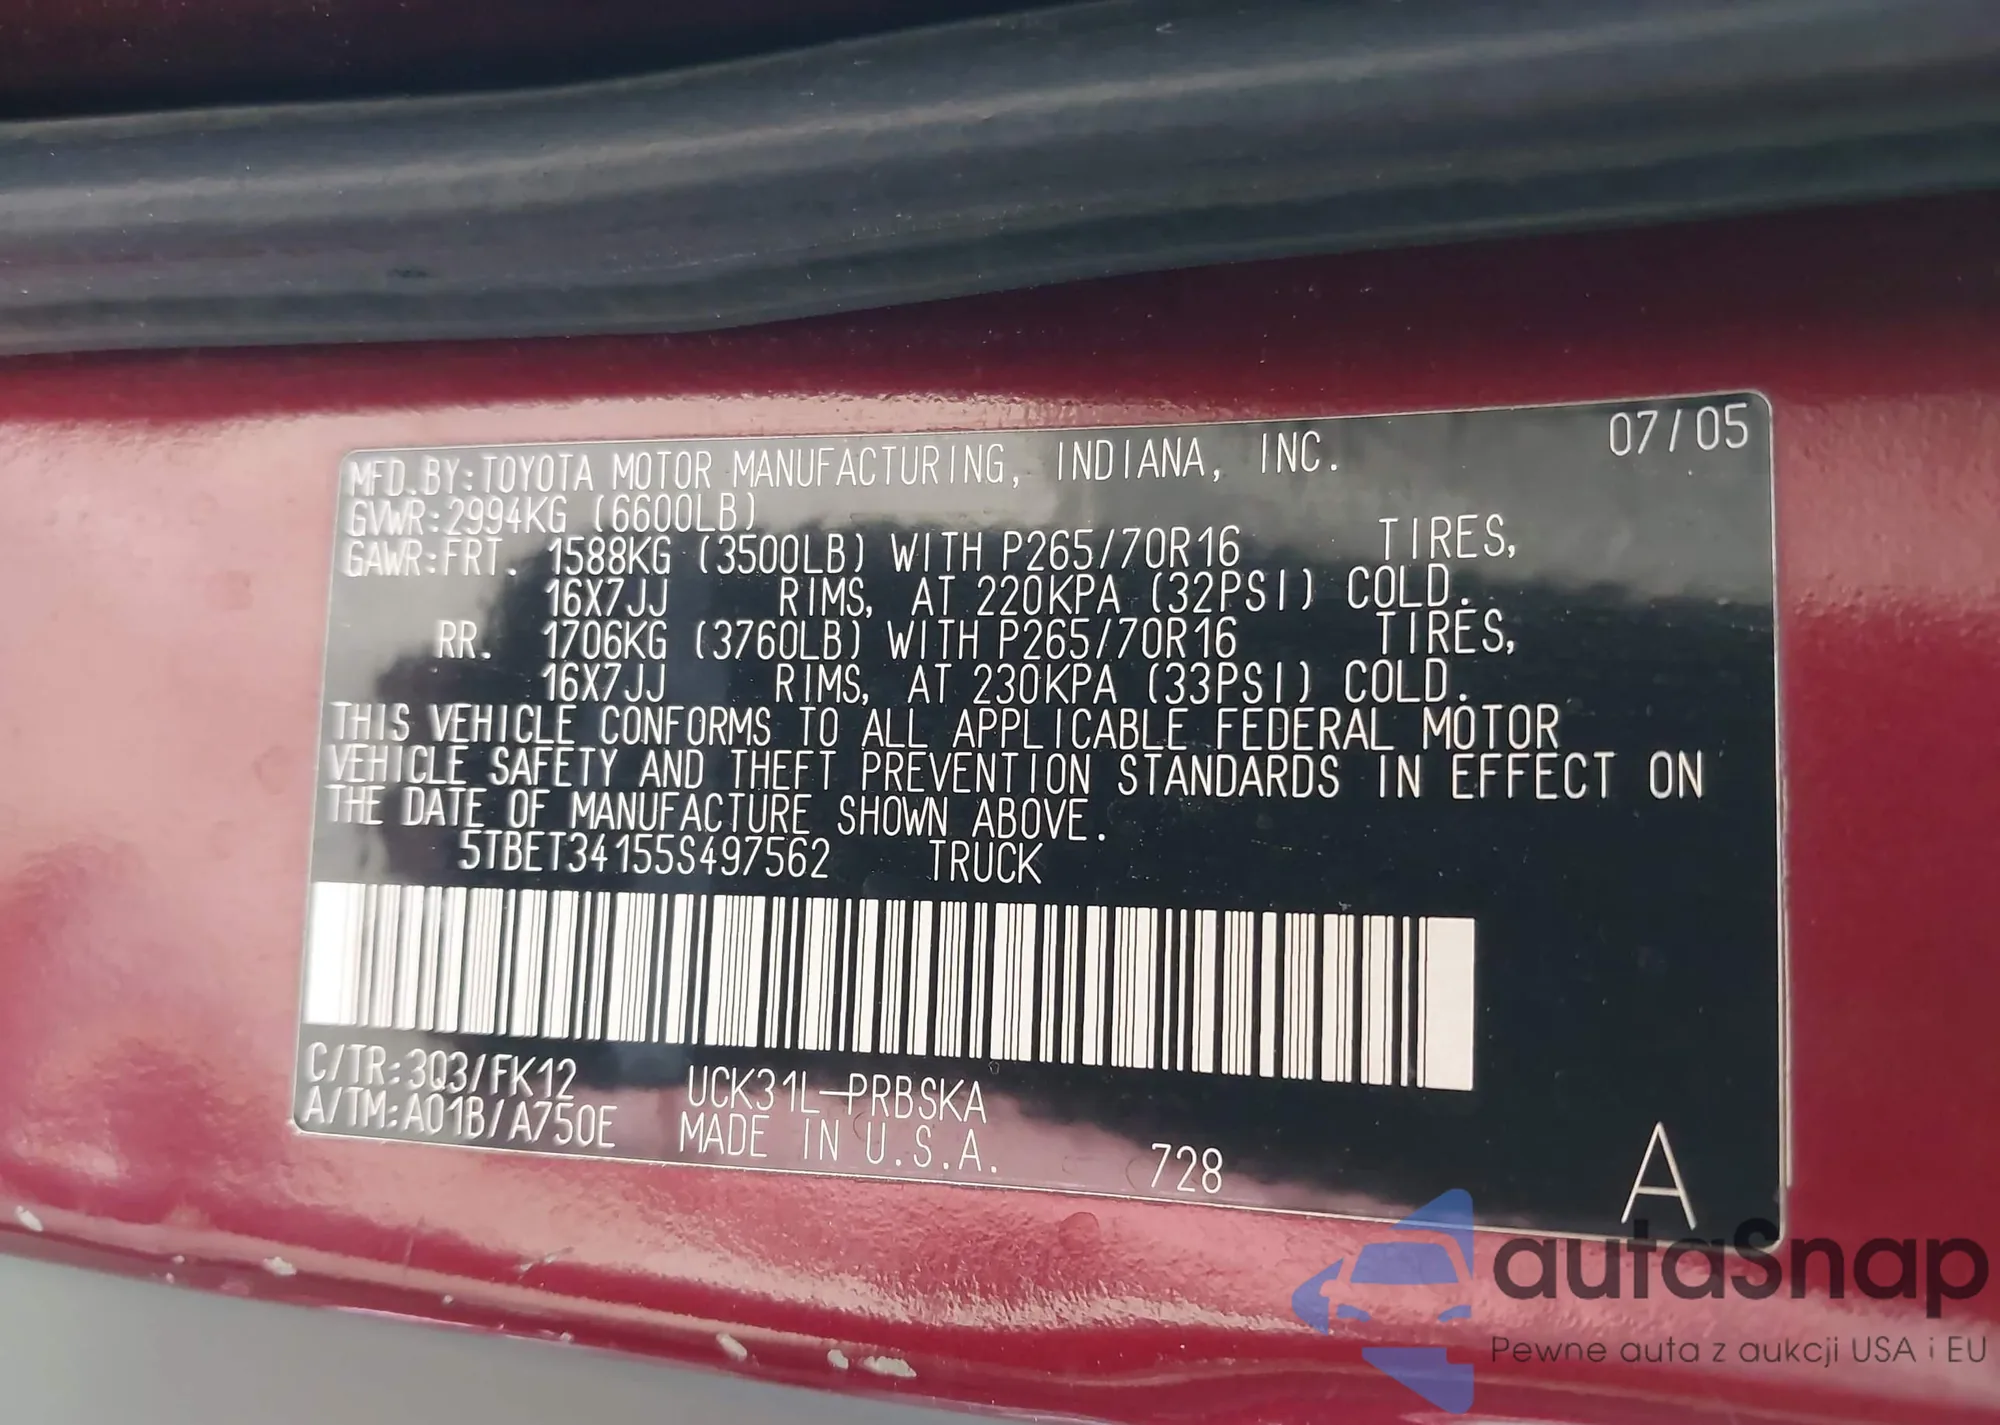 07/05
MFD.BY:TOYOTA MOTOR MANUFACTURING, INDIANA, INC.
GVWR:2994KG (6600LB)
GAWR:FRT. 1588KG (3500LB) WITH P265/70R16 TIRES,
16X7JJ RIMS, AT 220KPA (32PSI) COLD.
RR. 1706KG (3760LB) WITH P265/70R16 TIRES,
16X7JJ RIMS, AT 230KPA (33PSI) COLD.
THIS VEHICLE CONFORMS TO ALL APPLICABLE FEDERAL MOTOR
VEHICLE SAFETY AND THEFT PREVENTION STANDARDS IN EFFECT ON
THE DATE OF MANUFACTURE SHOWN ABOVE.
5TBET34155S497562 TRUCK
C/TR:3Q3/FK12 UCK31L-PRBSKA
A/TM:A01B/A750E MADE IN U.S.A. 728
A
autaSnap
Pewne auta z aukcji USA i EU